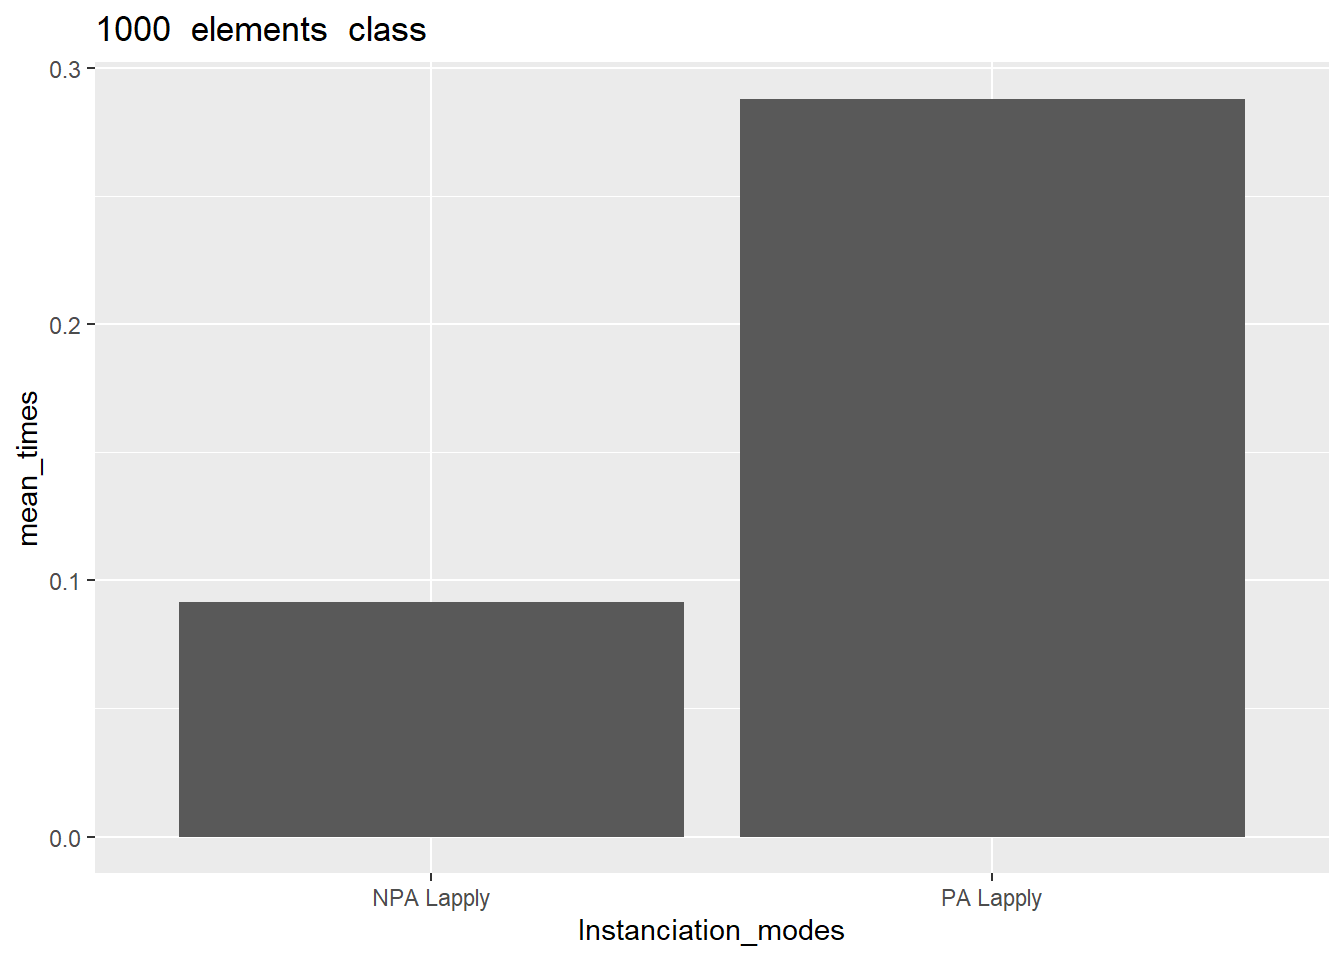 1000 elements class
0.3
0.2
0.1
0.0
mean_times
NPA Lapply
PA Lapply
Instanciation_modes